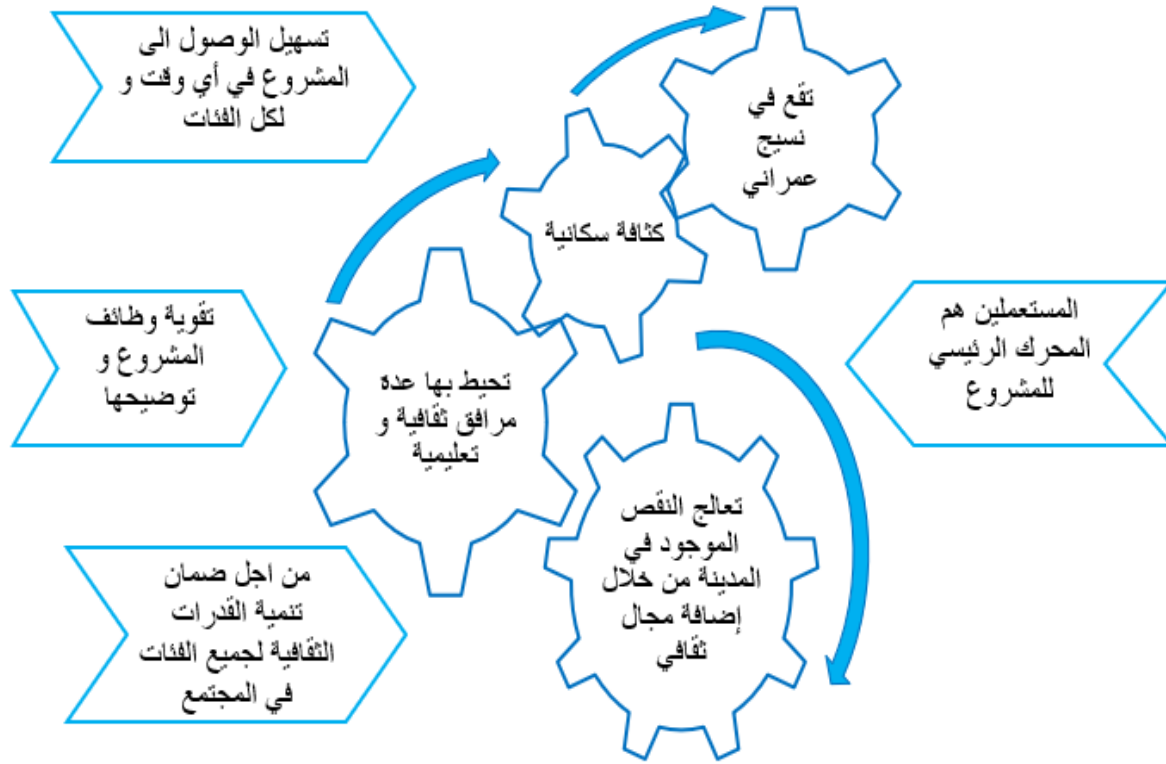 تسهيل الوصول الى
المشروع في أي وقت و
لكل الفئات
تقع في
نسيج
عمراني
كثافة سكانية
المستعملين هم
المحرك الرئيسي
للمشروع
تقوية وظائف
المشروع و
توضيحها
تحيط بها عدة
مرافق ثقافية و
تعليمية
تعالج النقص
الموجود في
المدينة من خلال
إضافة مجال
ثقافي
من اجل ضمان
تنمية القدرات
الثقافية لجميع الفئات
في المجتمع